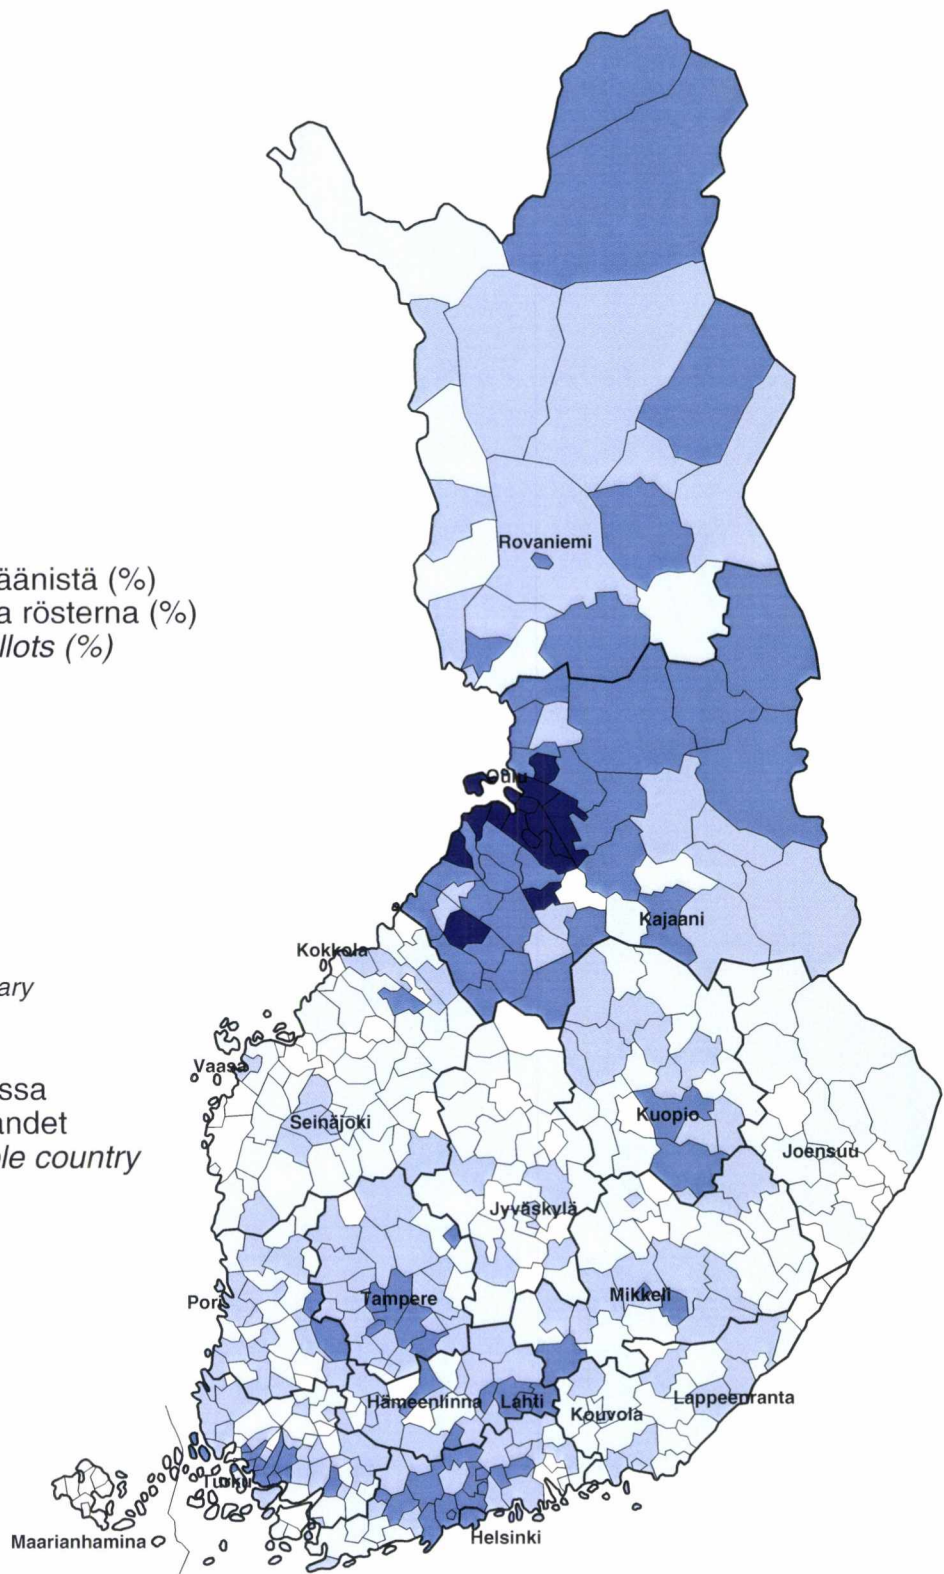 äänistä (%)
a rösterna (%)
llots (%)
ary
ssa
andet
le country
Rovaniemi
Oulu
Kajaani
Kokkola
Vaasa
Seinäjoki
Kuopio
Joensuu
Jyväskylä
Pori
Tampere
Mikkeli
Hämeenlinna
Lahti
Kouvola
Lappeenranta
Turku
Maarianhamina
Helsinki